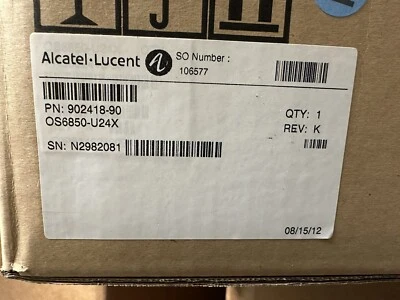 Alcatel·Lucent
SO Number :
106577
PN: 902418-90
OS6850-U24X
QTY: 1
REV: K
SN: N2982081
08/15/12